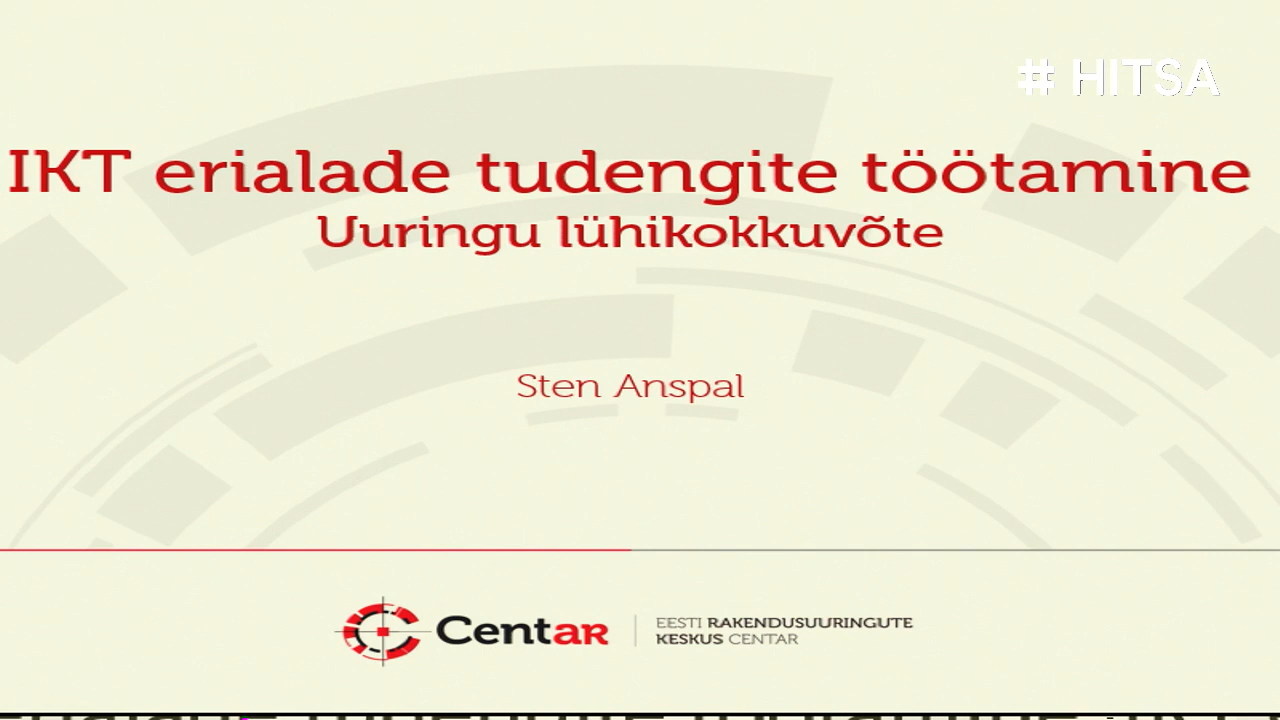 # HITSA
IKT erialade tudengite töötamine
Uuringu lühikokkuvõte
Sten Anspal
Centar
EESTI RAKENDUSUURINGUTE
KESKUS CENTAR